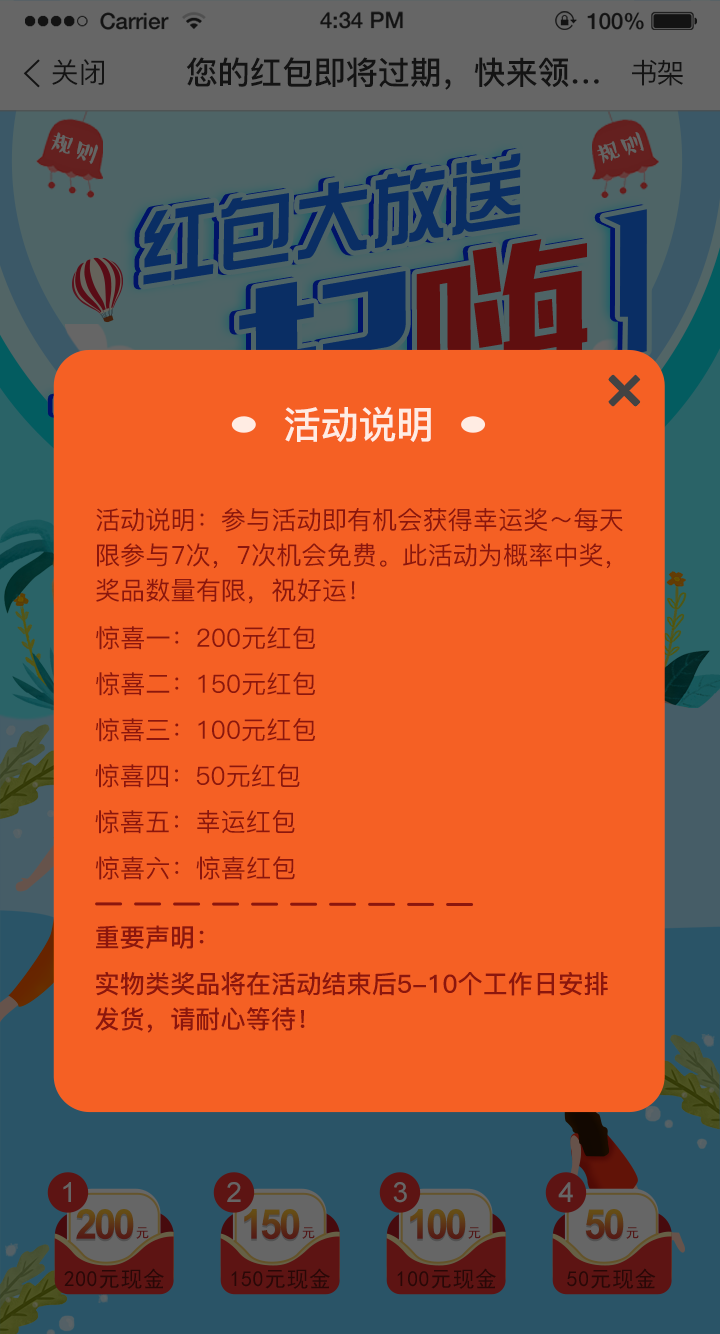 Carrier 4:34 PM 100%
关闭 您的红包即将过期，快来领... 书架
规则 规则
红包大放送
嗨
活动说明
活动说明：参与活动即有机会获得幸运奖～每天
限参与7次，7次机会免费。此活动为概率中奖，
奖品数量有限，祝好运！
惊喜一：200元红包
惊喜二：150元红包
惊喜三：100元红包
惊喜四：50元红包
惊喜五：幸运红包
惊喜六：惊喜红包
重要声明：
实物类奖品将在活动结束后5-10个工作日安排
发货，请耐心等待！
1 2 3 4
200元 150元 100元 50元
200元现金 150元现金 100元现金 50元现金